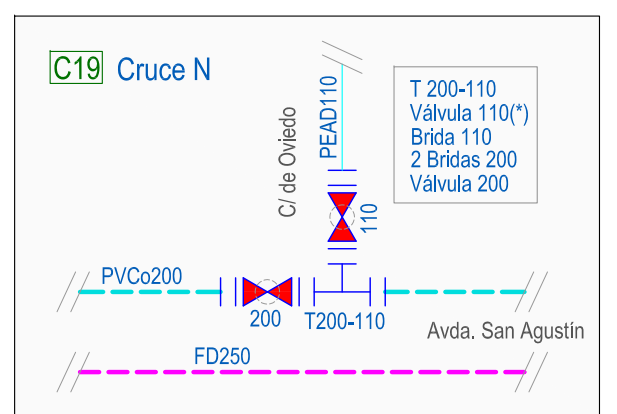 C19 Cruce N
T 200-110
Válvula 110(*)
Brida 110
2 Bridas 200
Válvula 200
PEAD110
C/ de Oviedo
110
PVCo200
200
T200-110
Avda. San Agustín
FD250